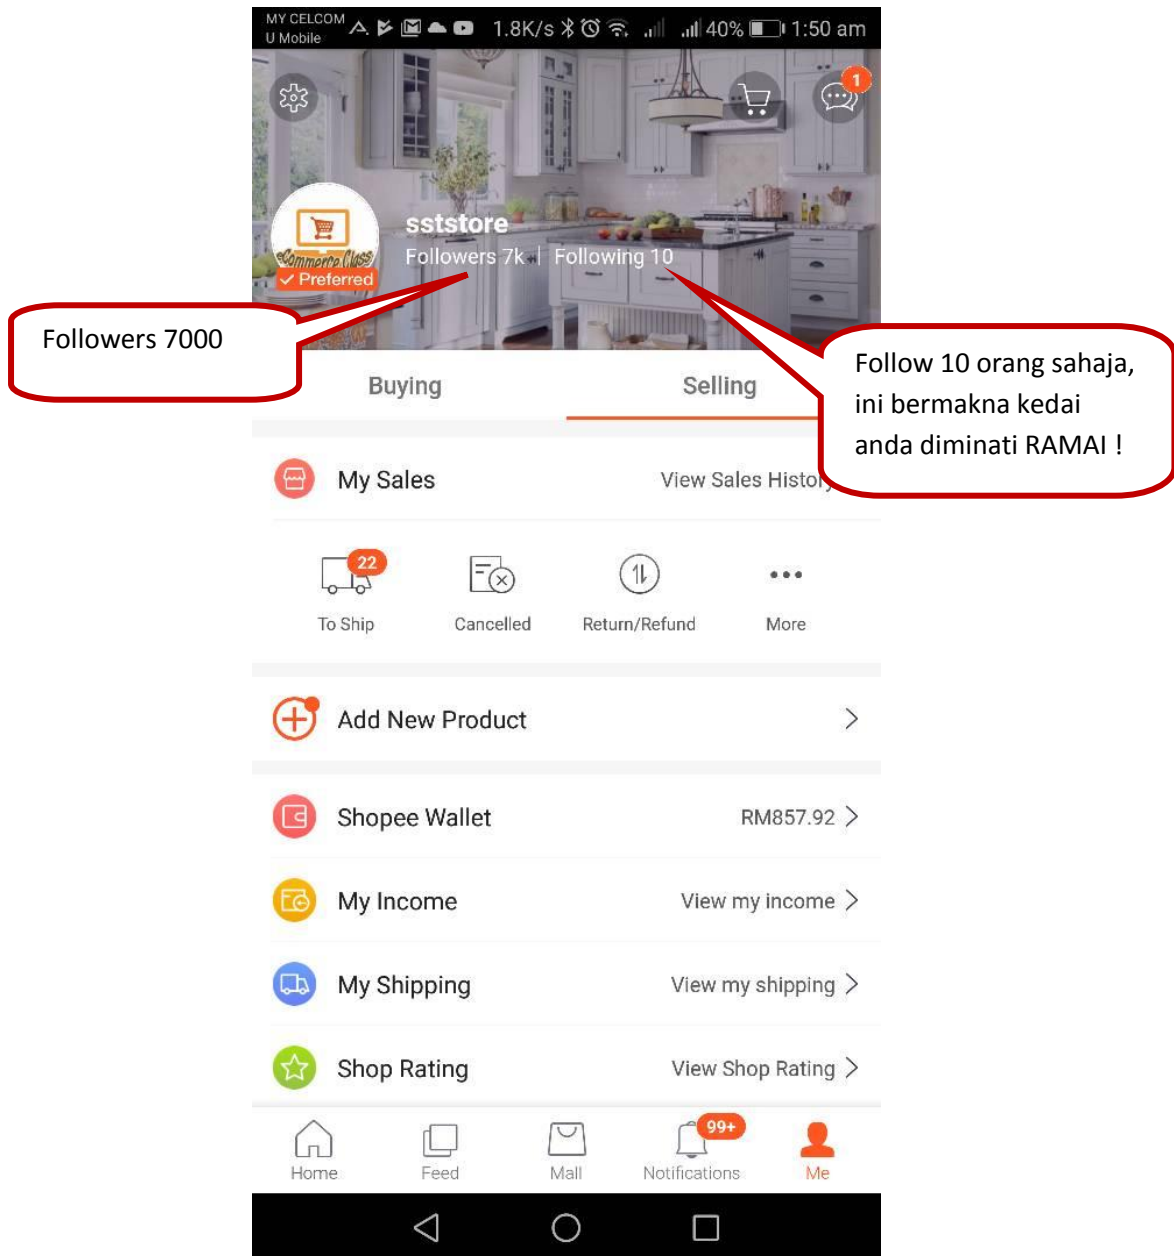 MY CELCOM
U Mobile
1.8K/s 40% 1:50 am
1
sststore
Followers 7k Following 10
eCommerce Class
✓ Preferred
Followers 7000
Follow 10 orang sahaja,
ini bermakna kedai
anda diminati RAMAI !
Buying Selling
My Sales View Sales History
22
To Ship Cancelled Return/Refund More
Add New Product
Shopee Wallet RM857.92
My Income View my income
My Shipping View my shipping
Shop Rating View Shop Rating
99+
Home Feed Mall Notifications Me